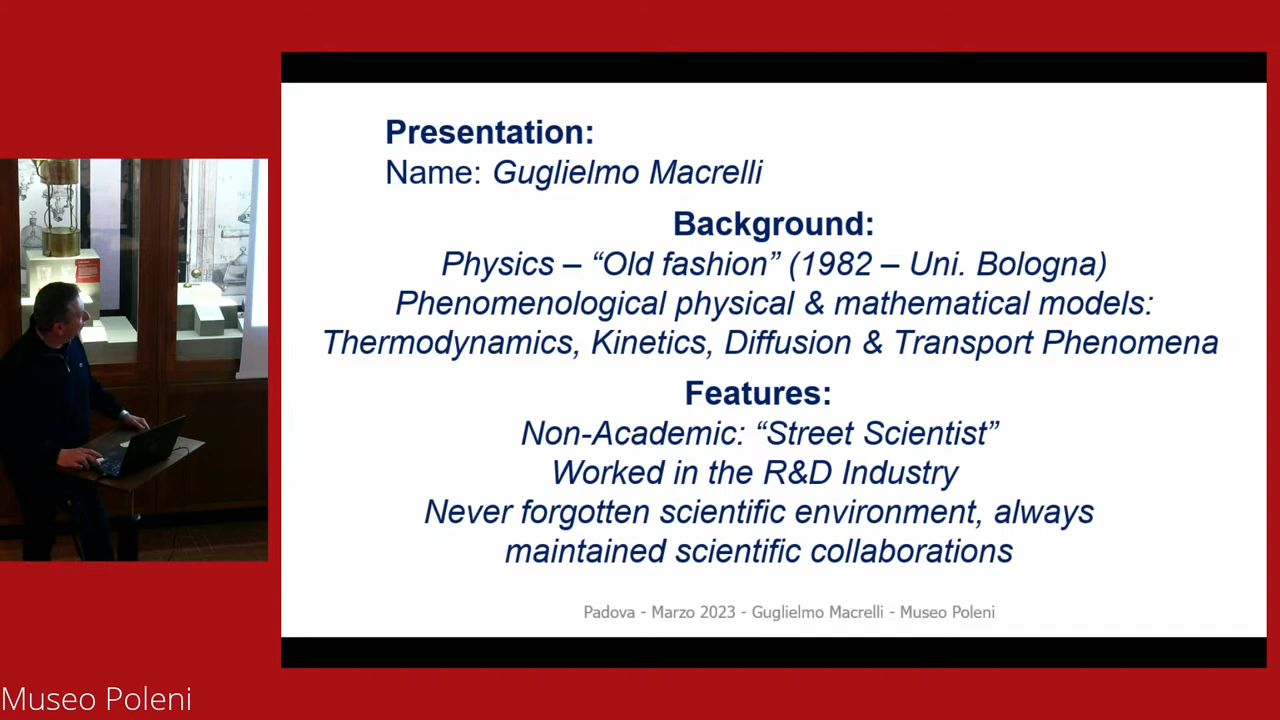 Presentation:
Name: Guglielmo Macrelli
Background:
Physics – “Old fashion” (1982 – Uni. Bologna)
Phenomenological physical & mathematical models:
Thermodynamics, Kinetics, Diffusion & Transport Phenomena
Features:
Non-Academic: “Street Scientist”
Worked in the R&D Industry
Never forgotten scientific environment, always
maintained scientific collaborations
Padova - Marzo 2023 - Guglielmo Macrelli - Museo Poleni
Museo Poleni